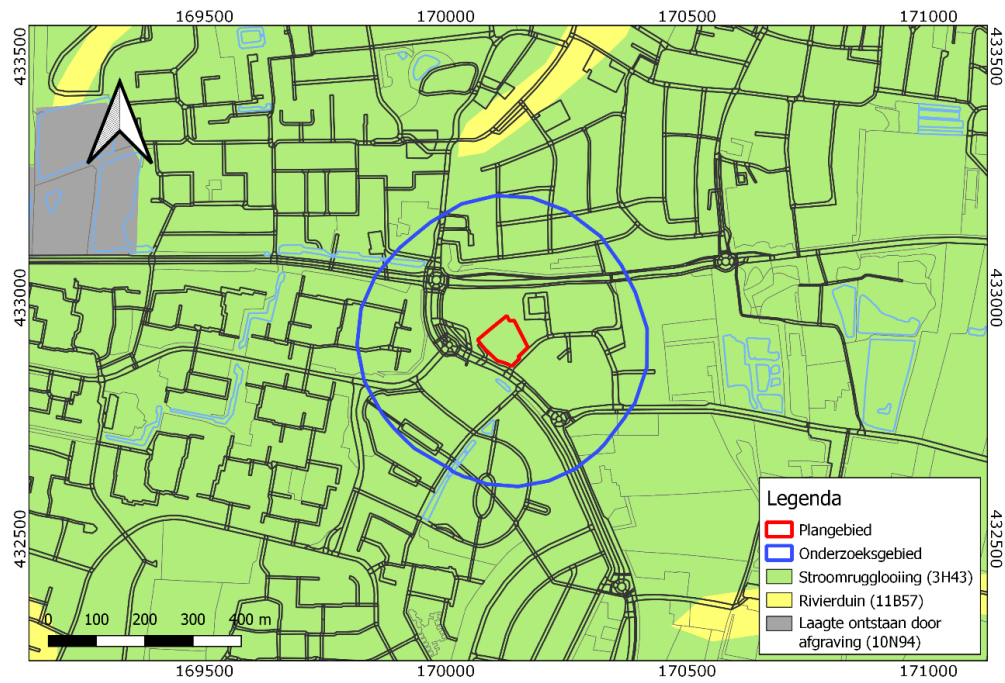 169500 170000 170500 171000
433500 433500
433000 433000
432500 432500
Legenda
Plangebied
Onderzoeksgebied
Stroomrugglooiing (3H43)
Rivierduin (11B57)
Laagte ontstaan door
afgraving (10N94)
0 100 200 300 400 m
169500 170000 170500 171000